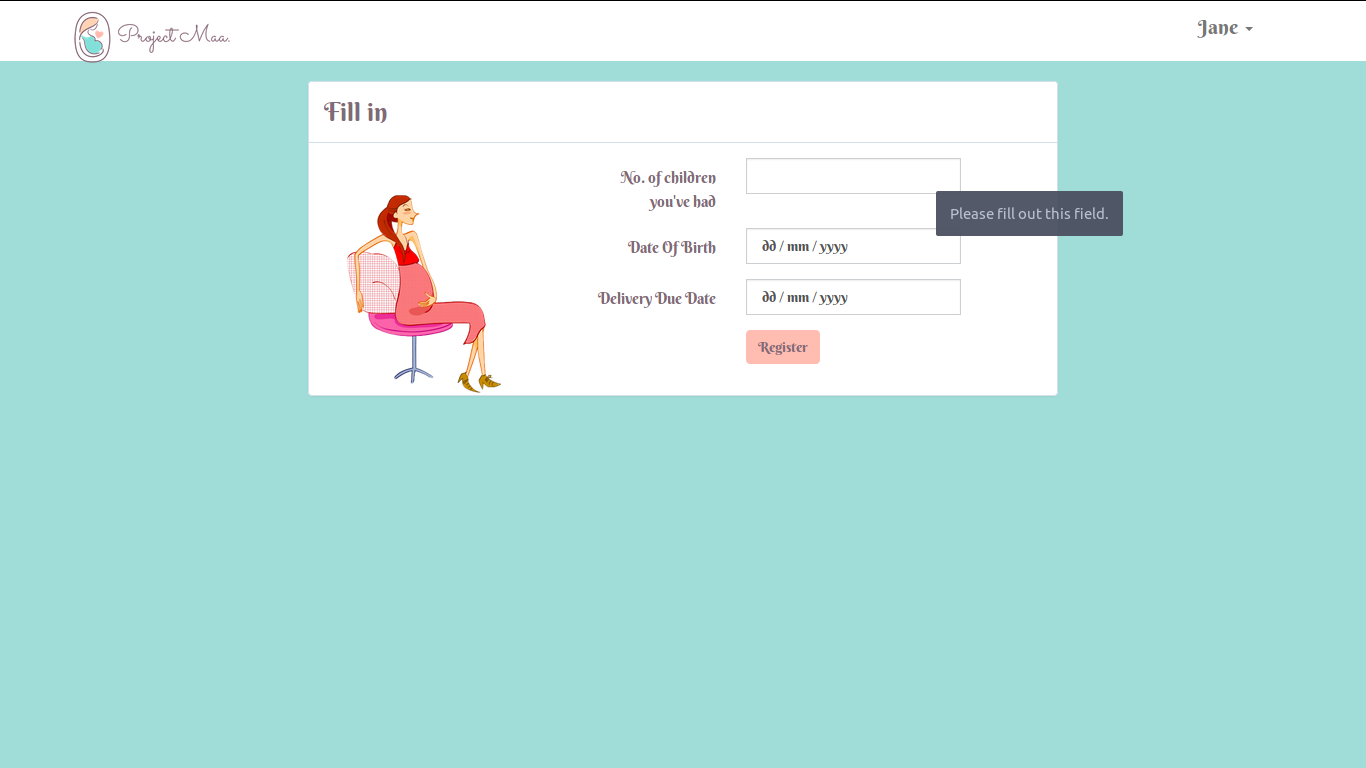 Project Maa.
Jane
Fill in
No. of children
you've had
Please fill out this field.
Date Of Birth
dd / mm / yyyy
Delivery Due Date
dd / mm / yyyy
Register